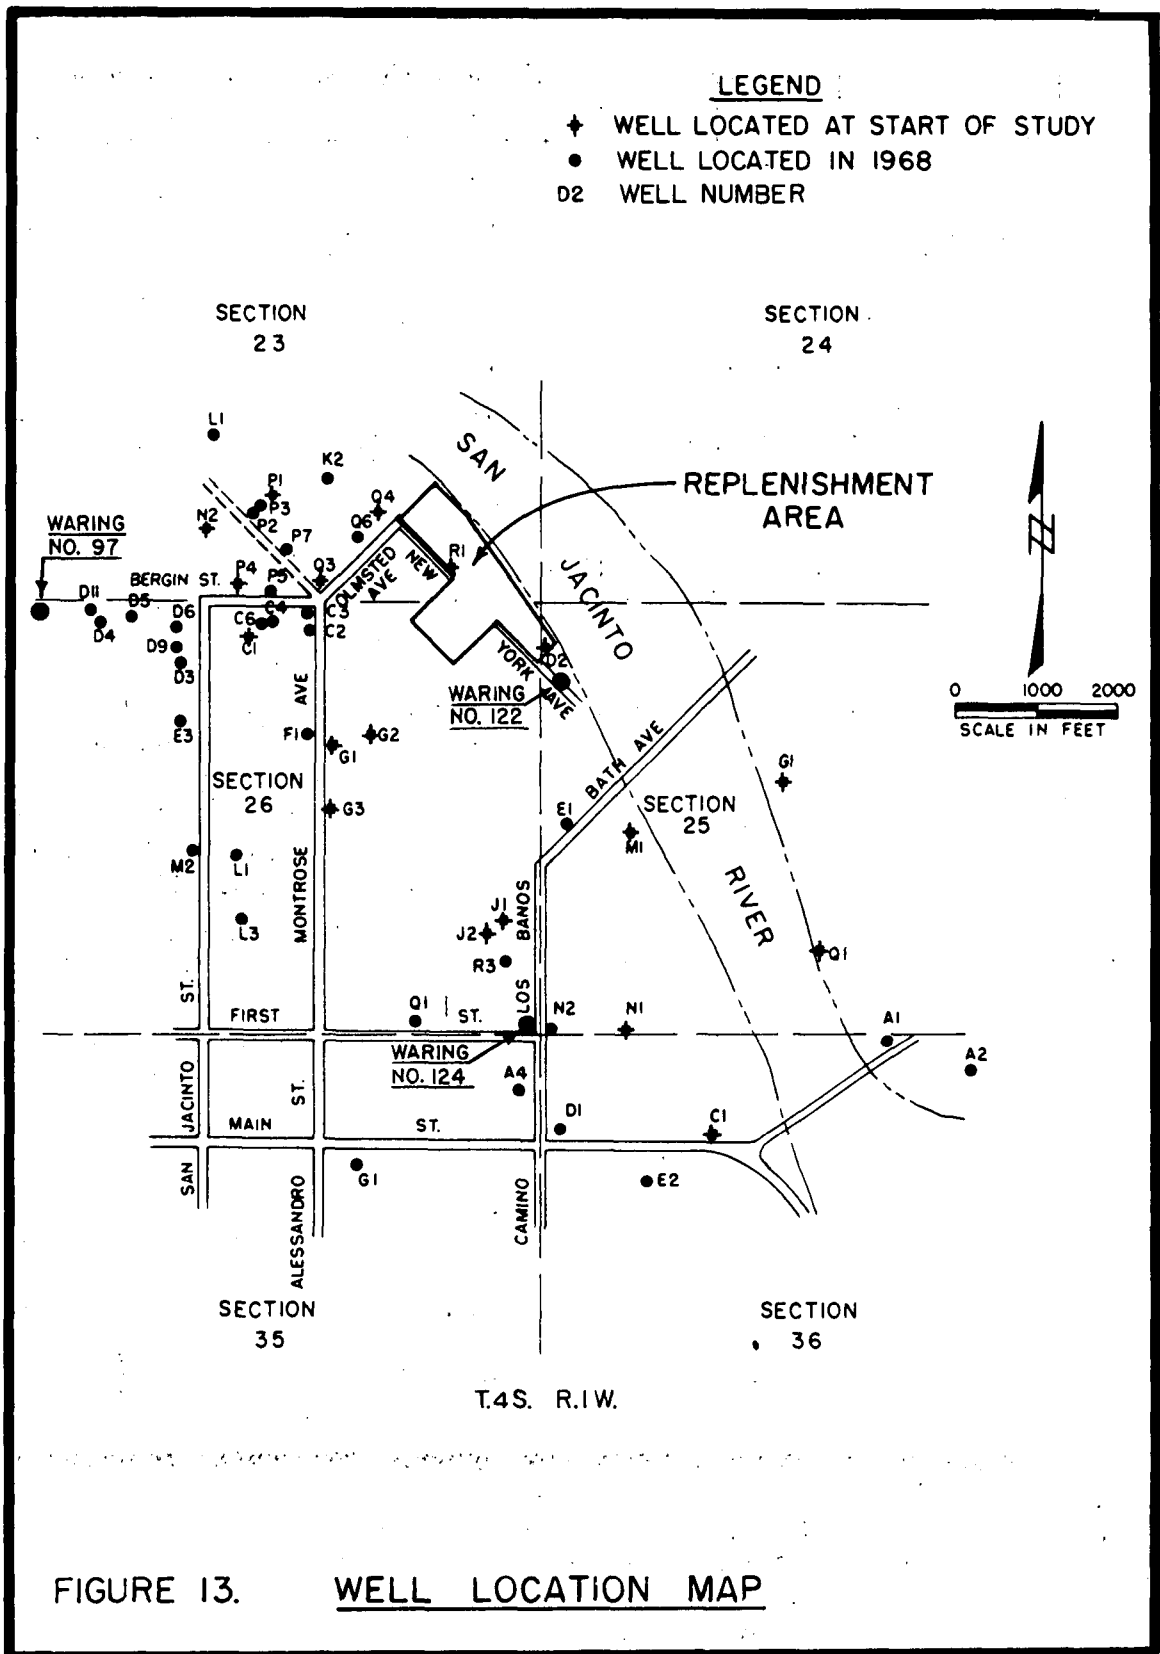 LEGEND
WELL LOCATED AT START OF STUDY
WELL LOCATED IN 1968
D2 WELL NUMBER
SECTION 23
SECTION 24
L1
K2
SAN
P1
P3
P2
Q4
N2
P7
Q6
REPLENISHMENT
AREA
WARING
NO. 97
R1
NEW
OLMSTED
AVE
P4
Q3
BERGIN ST.
P5
JACINTO
D11
D5
D6
D4
C6
C4
C3
C2
C1
D9
D3
D2
YORK AVE
AVE
WARING
NO. 122
0 1000 2000
SCALE IN FEET
E3
F1
G1
G2
BATH AVE
G1
SECTION
26
G3
E1
SECTION
25
M1
M2
L1
L3
MONTROSE
J1
J2
R3
BANOS
RIVER
Q1
ST.
FIRST
Q1
ST.
LOS
N2
N1
A1
A2
WARING
NO. 124
A4
JACINTO
ST.
MAIN
ST.
D1
C1
SAN
G1
E2
ALESSANDRO
CAMINO
SECTION
35
SECTION
36
T.4S. R.1W.
FIGURE 13. WELL LOCATION MAP